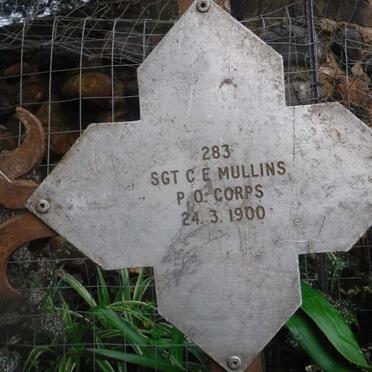 283
SGT C E MULLINS
P. O. CORPS
24. 3. 1900